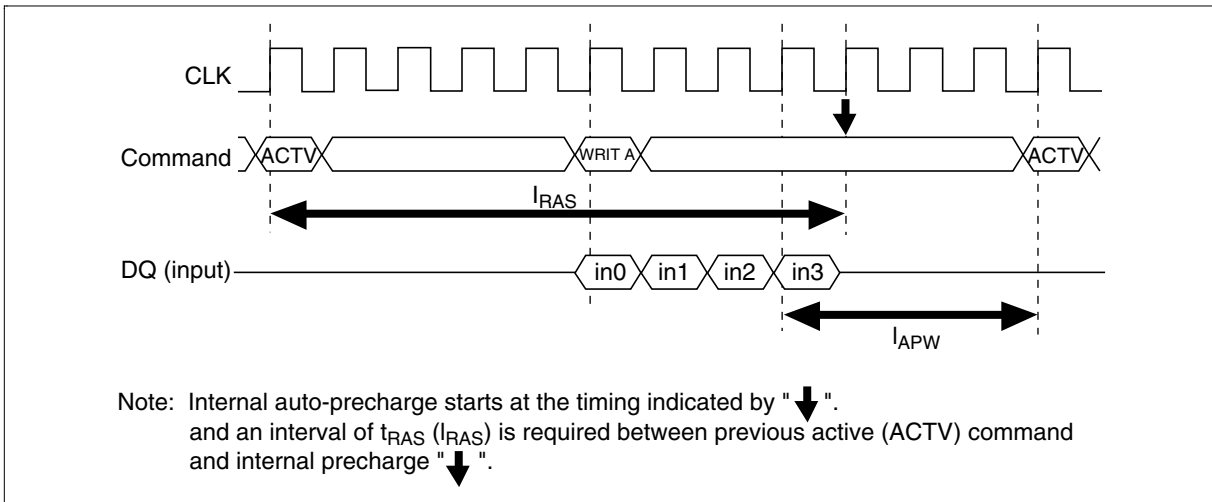 CLK
Command
ACTV
WRIT A
ACTV
lRAS
DQ (input)
in0 in1 in2 in3
lAPW
Note: Internal auto-precharge starts at the timing indicated by " ".
and an interval of tRAS (lRAS) is required between previous active (ACTV) command
and internal precharge " ".